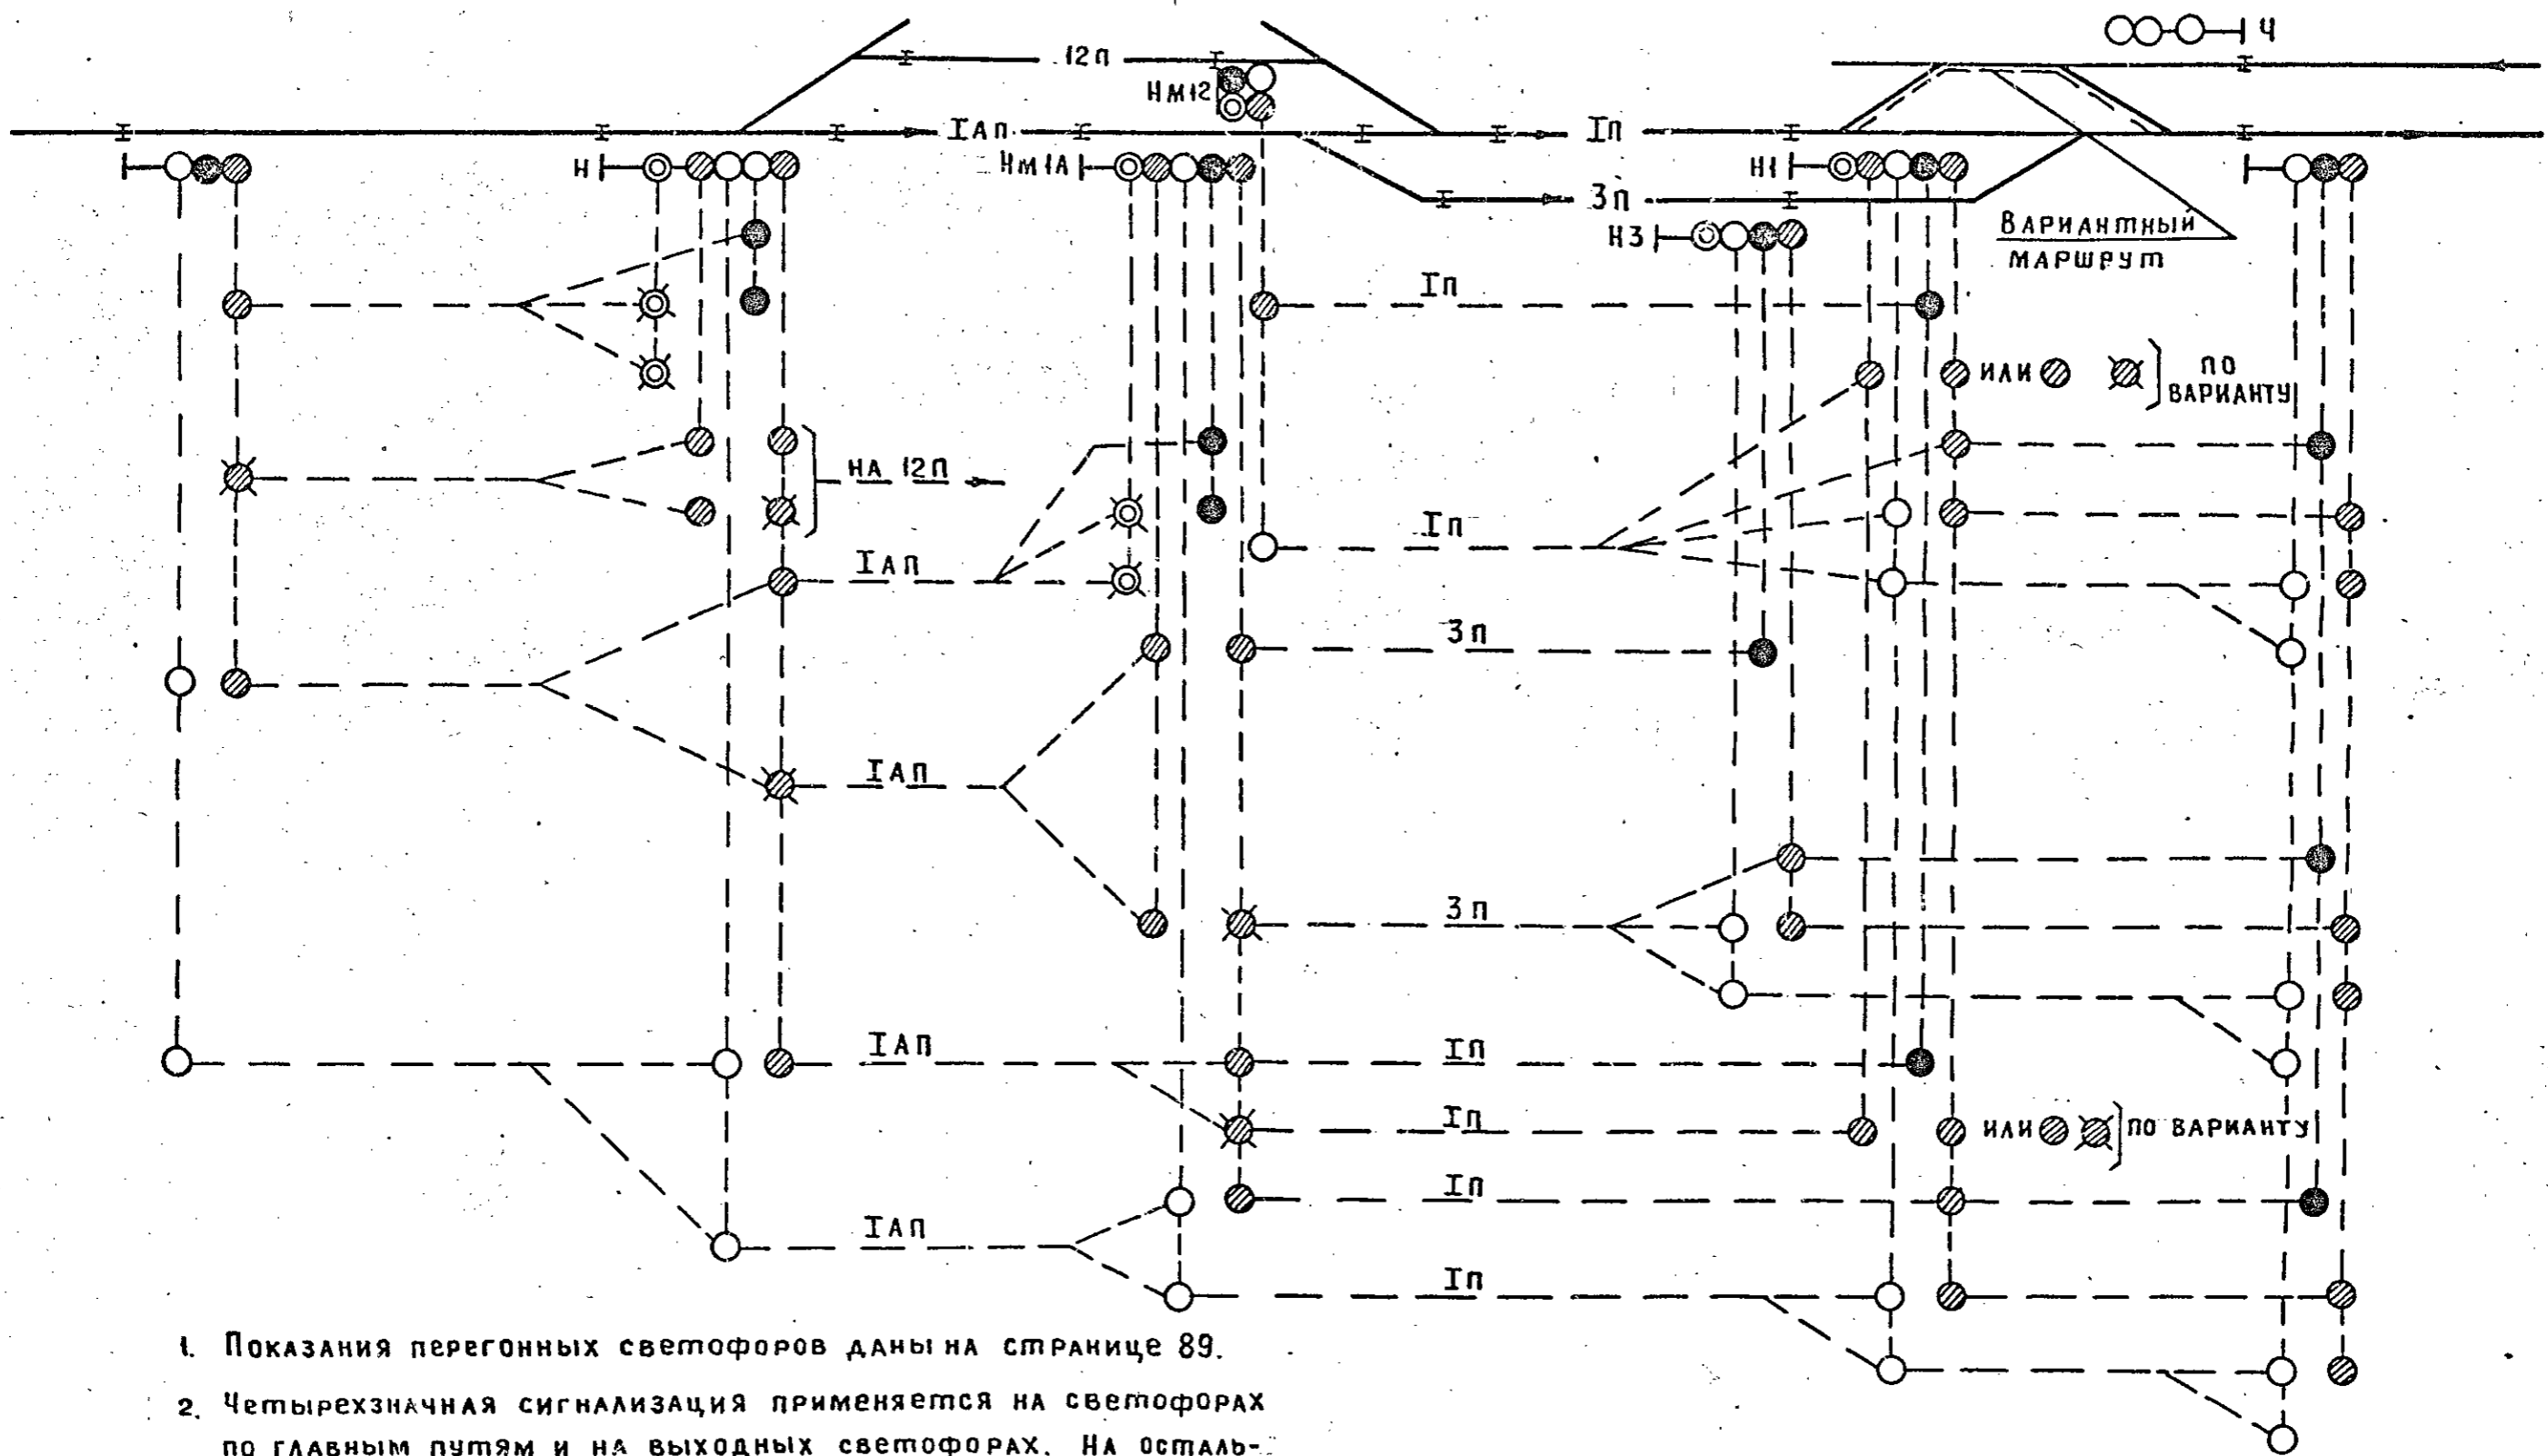 Ч
12П
НМ12
IАП
IП
Н
НМ1А
Н1
3П
Н3
ВАРИАНТНЫЙ
МАРШРУТ
IП
ИЛИ
ПО
ВАРИАНТУ
НА 12П
IП
IАП
3П
IАП
3П
IАП
IП
IП
ИЛИ
ПО ВАРИАНТУ
IП
IАП
IП
1. Показания перегонных светофоров даны на странице 89.
2. Четырехзначная сигнализация применяется на светофорах
по главным путям и на выходных светофорах. На осталь-